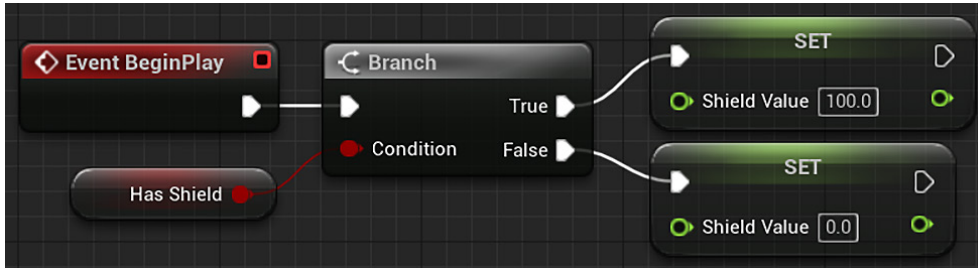 Event BeginPlay
Has Shield
Branch
True
Condition
False
SET
Shield Value 100.0
SET
Shield Value 0.0